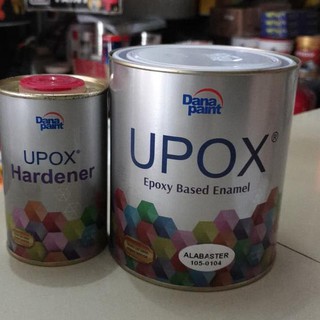 Dana
paint
UPOX®
Hardener
Dana
paint
UPOX®
Epoxy Based Enamel
ALABASTER
105-0104